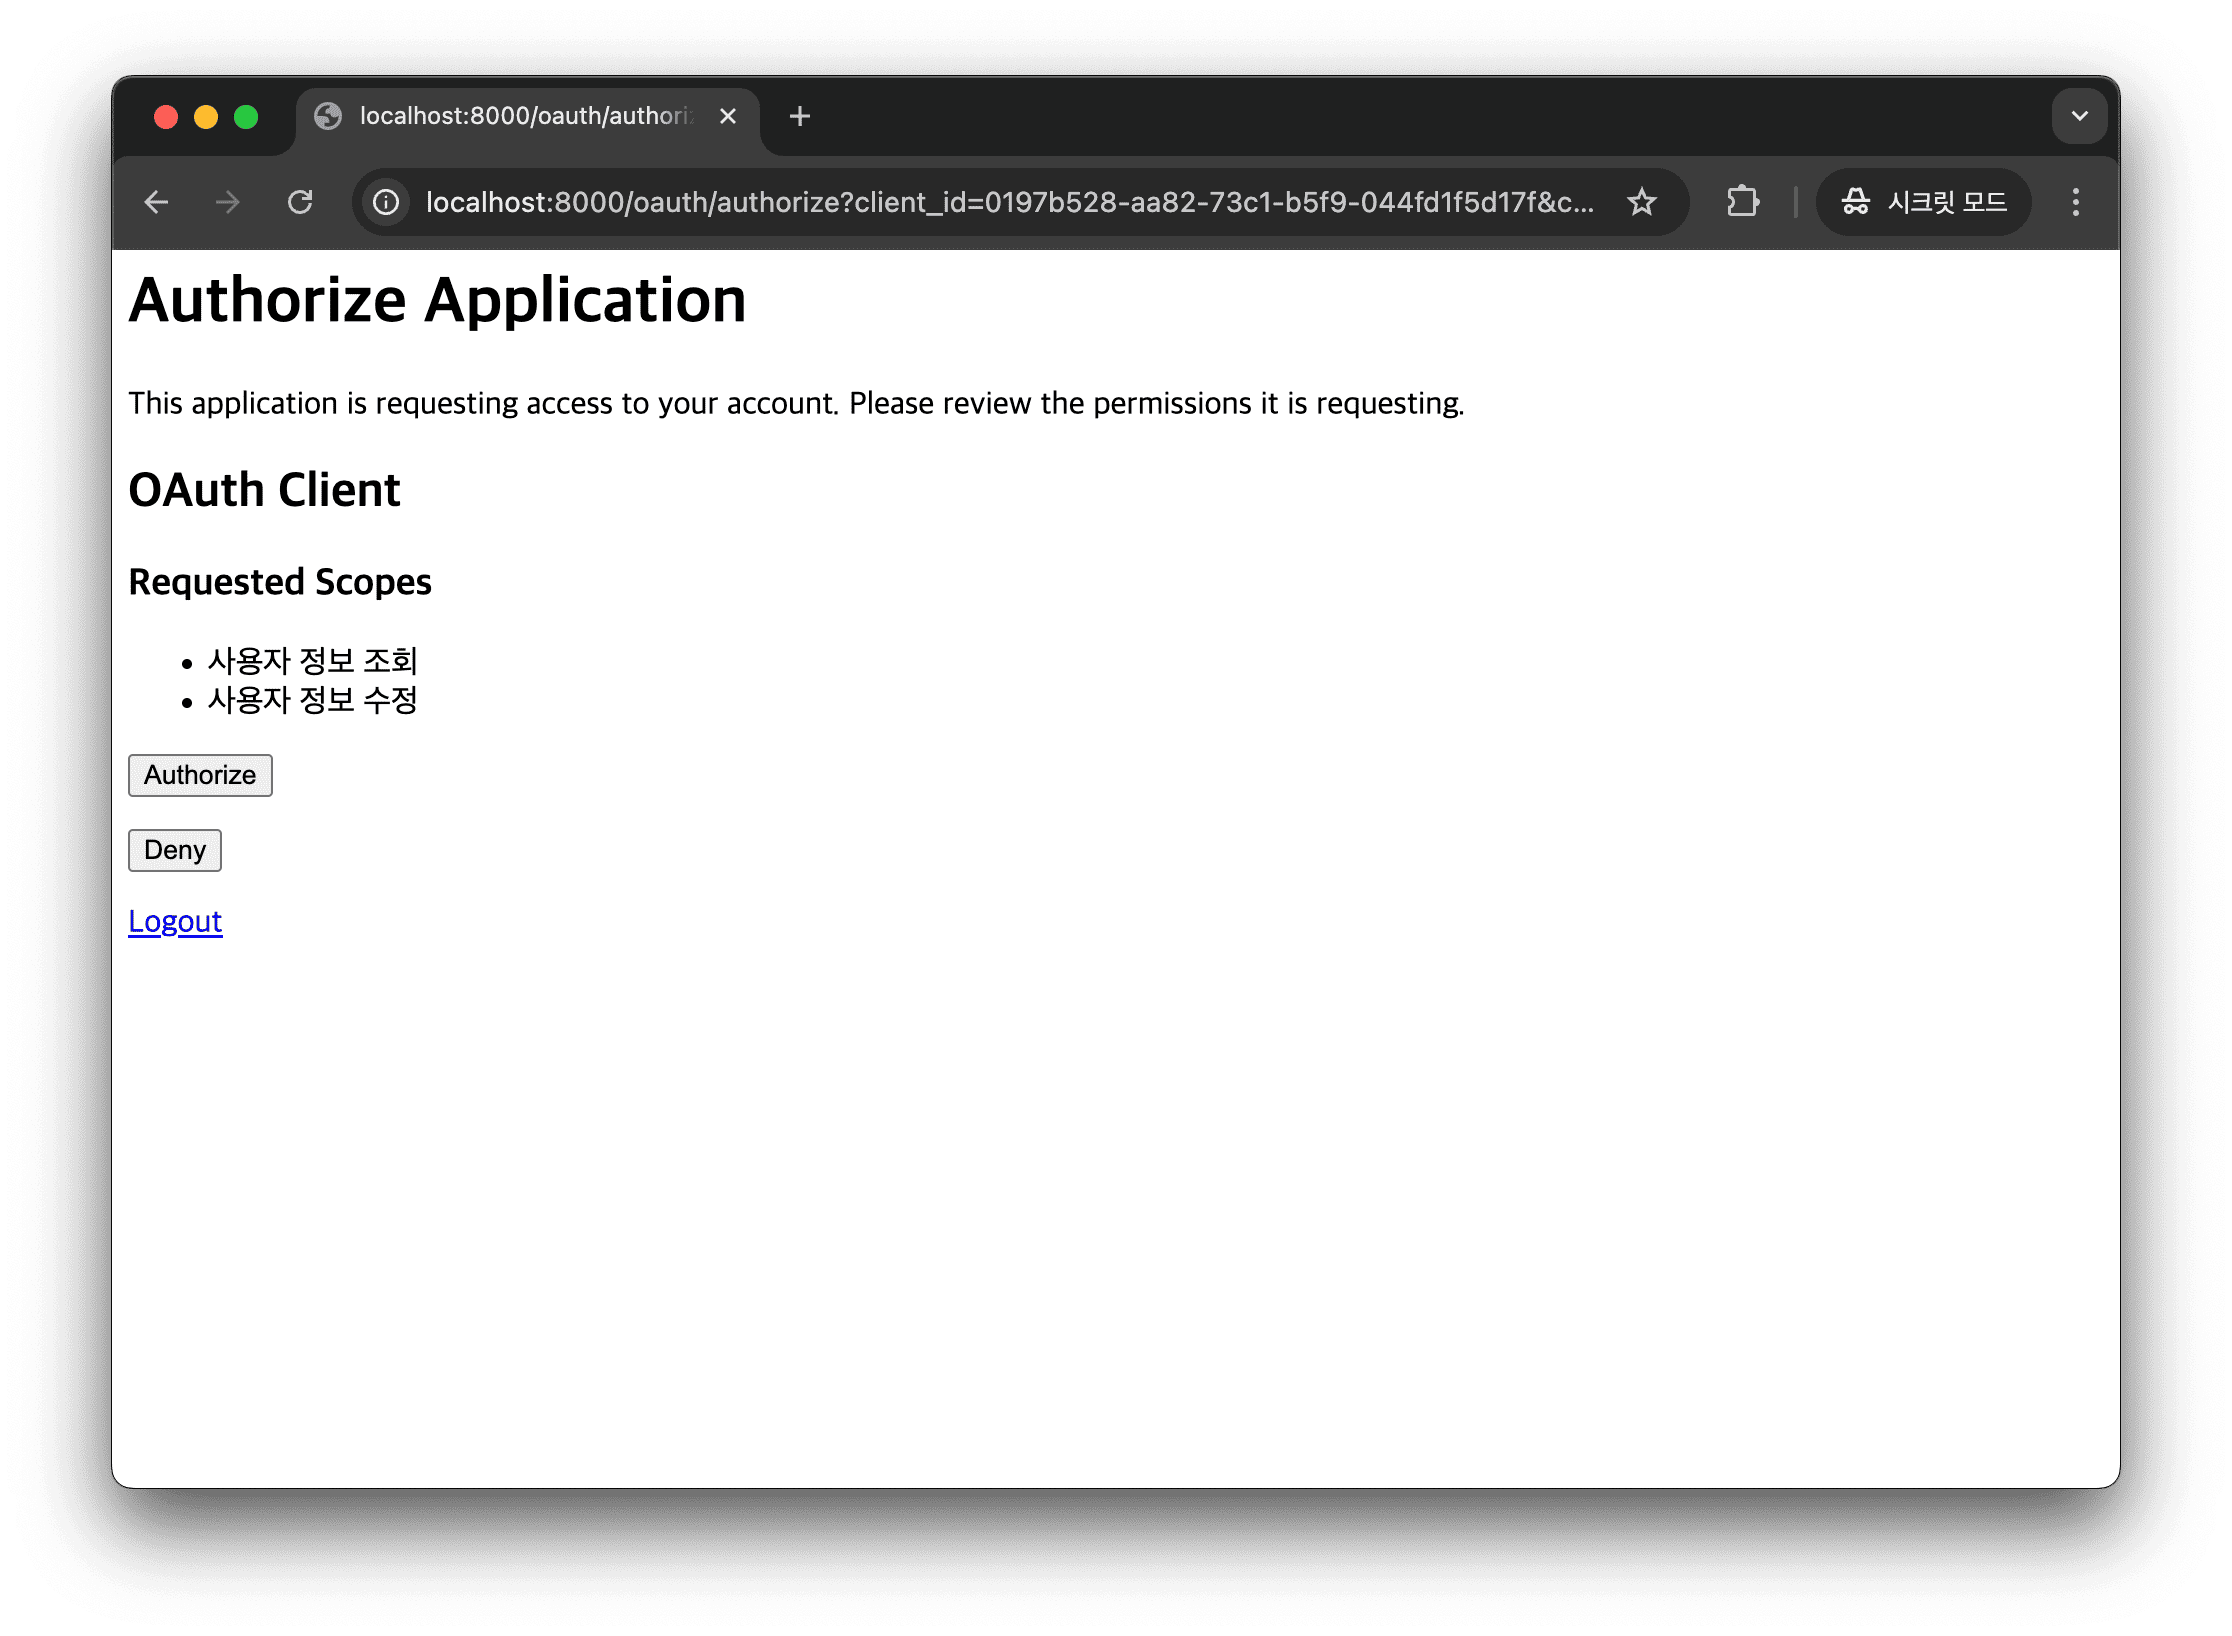 localhost:8000/oauth/authori
localhost:8000/oauth/authorize?client_id=0197b528-aa82-73c1-b5f9-044fd1f5d17f&c...
시크릿 모드
Authorize Application
This application is requesting access to your account. Please review the permissions it is requesting.
OAuth Client
Requested Scopes
• 사용자 정보 조회
• 사용자 정보 수정
Authorize
Deny
Logout